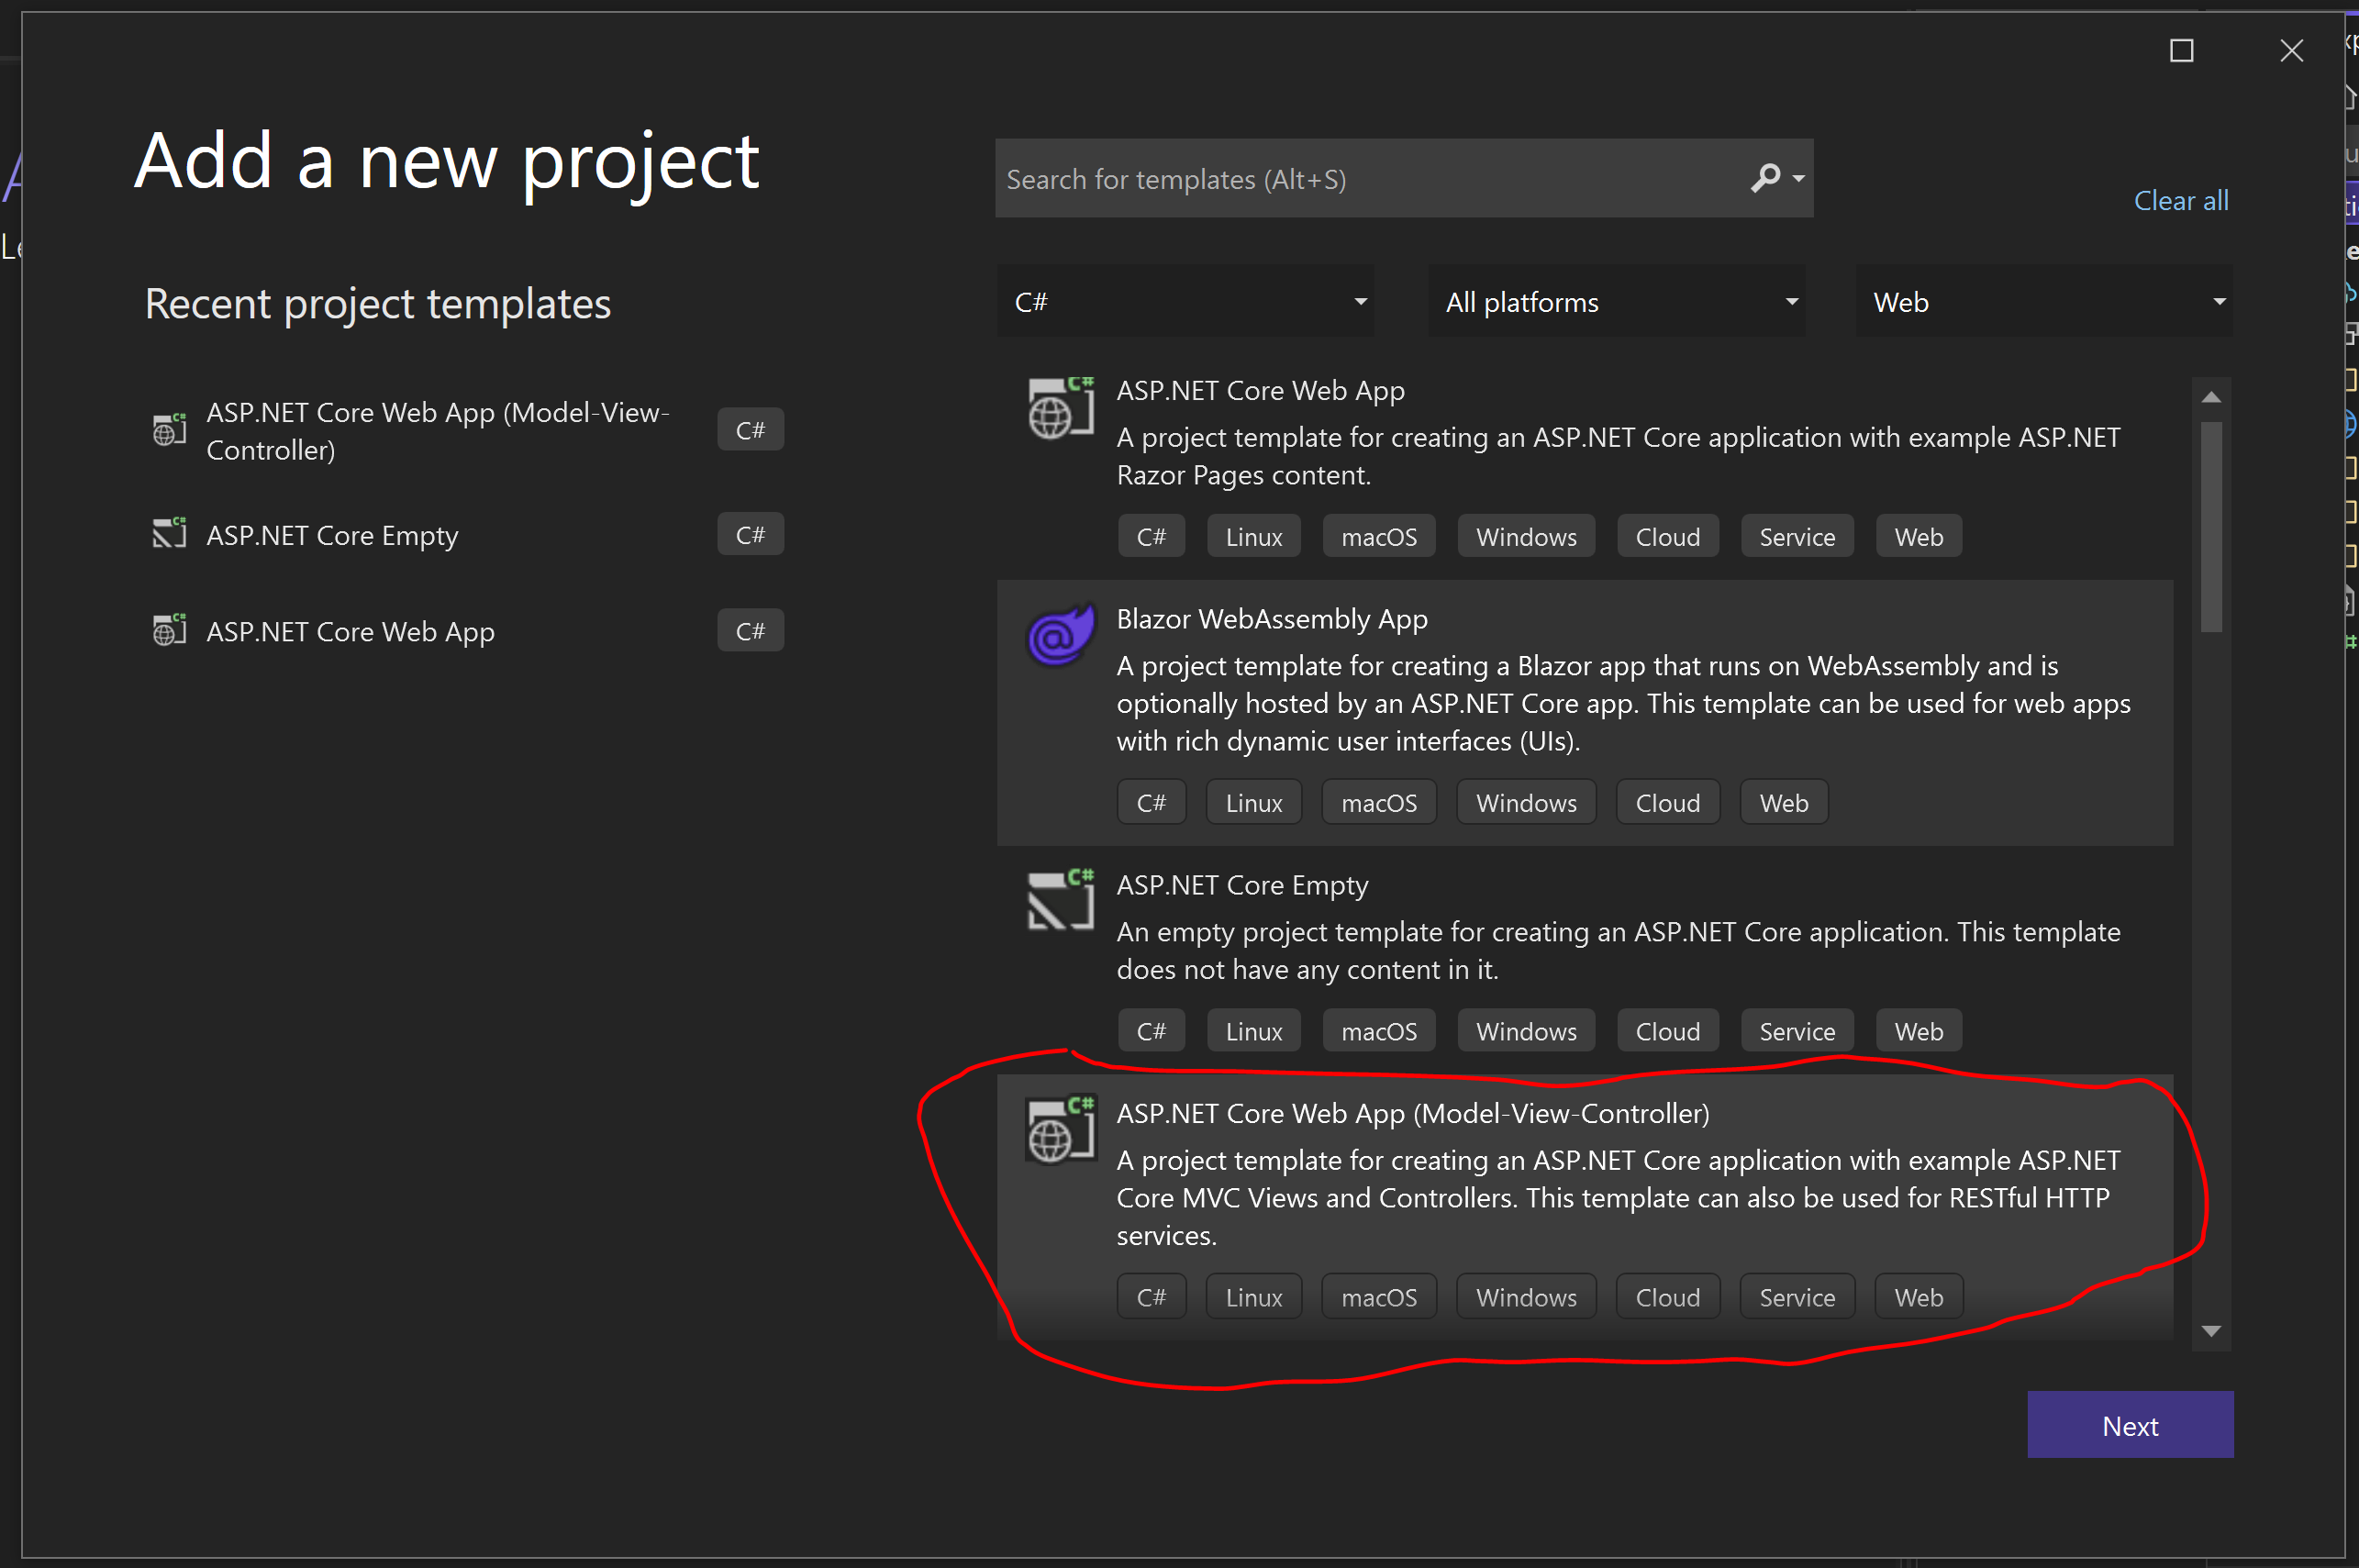 Add a new project
Search for templates (Alt+S)
Clear all
Recent project templates
C#
All platforms
Web
ASP.NET Core Web App (Model-View-
Controller)
C#
ASP.NET Core Empty
C#
ASP.NET Core Web App
C#
ASP.NET Core Web App
A project template for creating an ASP.NET Core application with example ASP.NET
Razor Pages content.
C# Linux macOS Windows Cloud Service Web
Blazor WebAssembly App
A project template for creating a Blazor app that runs on WebAssembly and is
optionally hosted by an ASP.NET Core app. This template can be used for web apps
with rich dynamic user interfaces (UIs).
C# Linux macOS Windows Cloud Web
ASP.NET Core Empty
An empty project template for creating an ASP.NET Core application. This template
does not have any content in it.
C# Linux macOS Windows Cloud Service Web
ASP.NET Core Web App (Model-View-Controller)
A project template for creating an ASP.NET Core application with example ASP.NET
Core MVC Views and Controllers. This template can also be used for RESTful HTTP
services.
C# Linux macOS Windows Cloud Service Web
Next